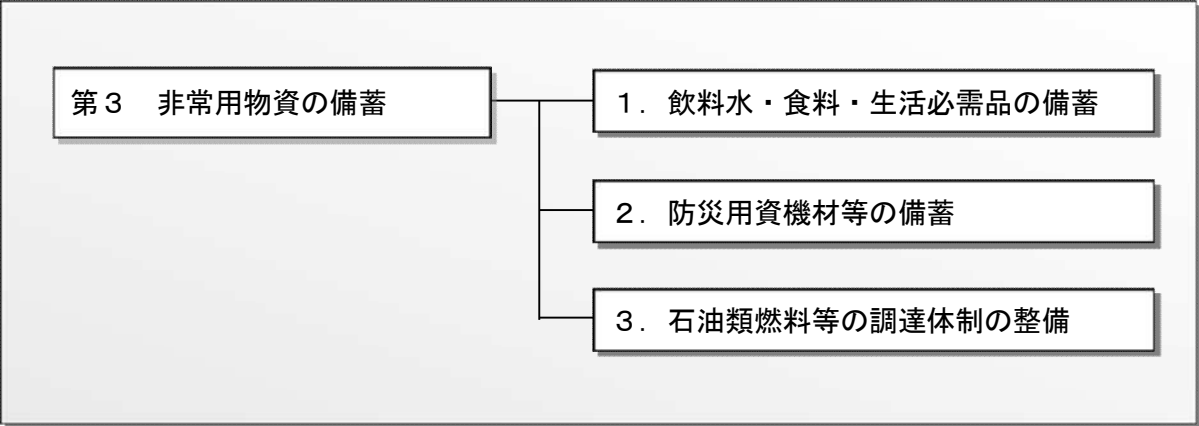 第３　非常用物資の備蓄
１．飲料水・食料・生活必需品の備蓄
２．防災用資機材等の備蓄
３．石油類燃料等の調達体制の整備